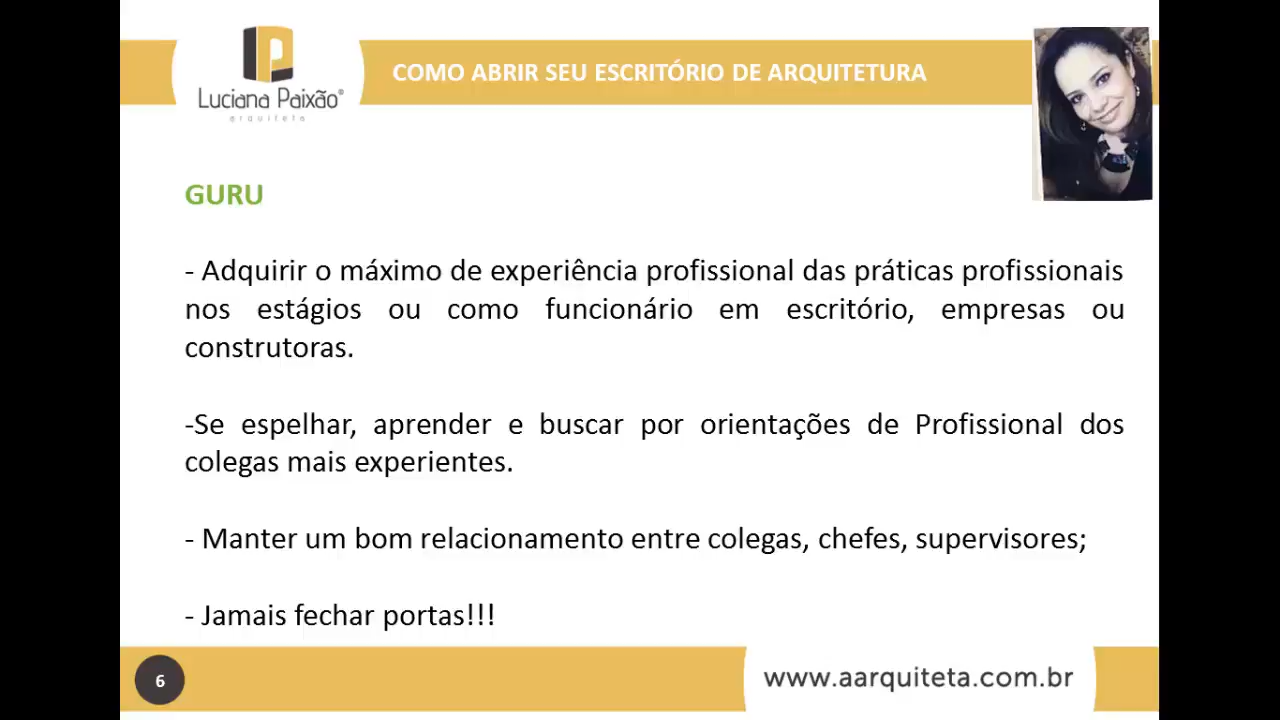 Luciana Paixão®
arquiteta
COMO ABRIR SEU ESCRITÓRIO DE ARQUITETURA
GURU
- Adquirir o máximo de experiência profissional das práticas profissionais
nos estágios ou como funcionário em escritório, empresas ou
construtoras.
-Se espelhar, aprender e buscar por orientações de Profissional dos
colegas mais experientes.
- Manter um bom relacionamento entre colegas, chefes, supervisores;
- Jamais fechar portas!!!
6
www.aarquiteta.com.br